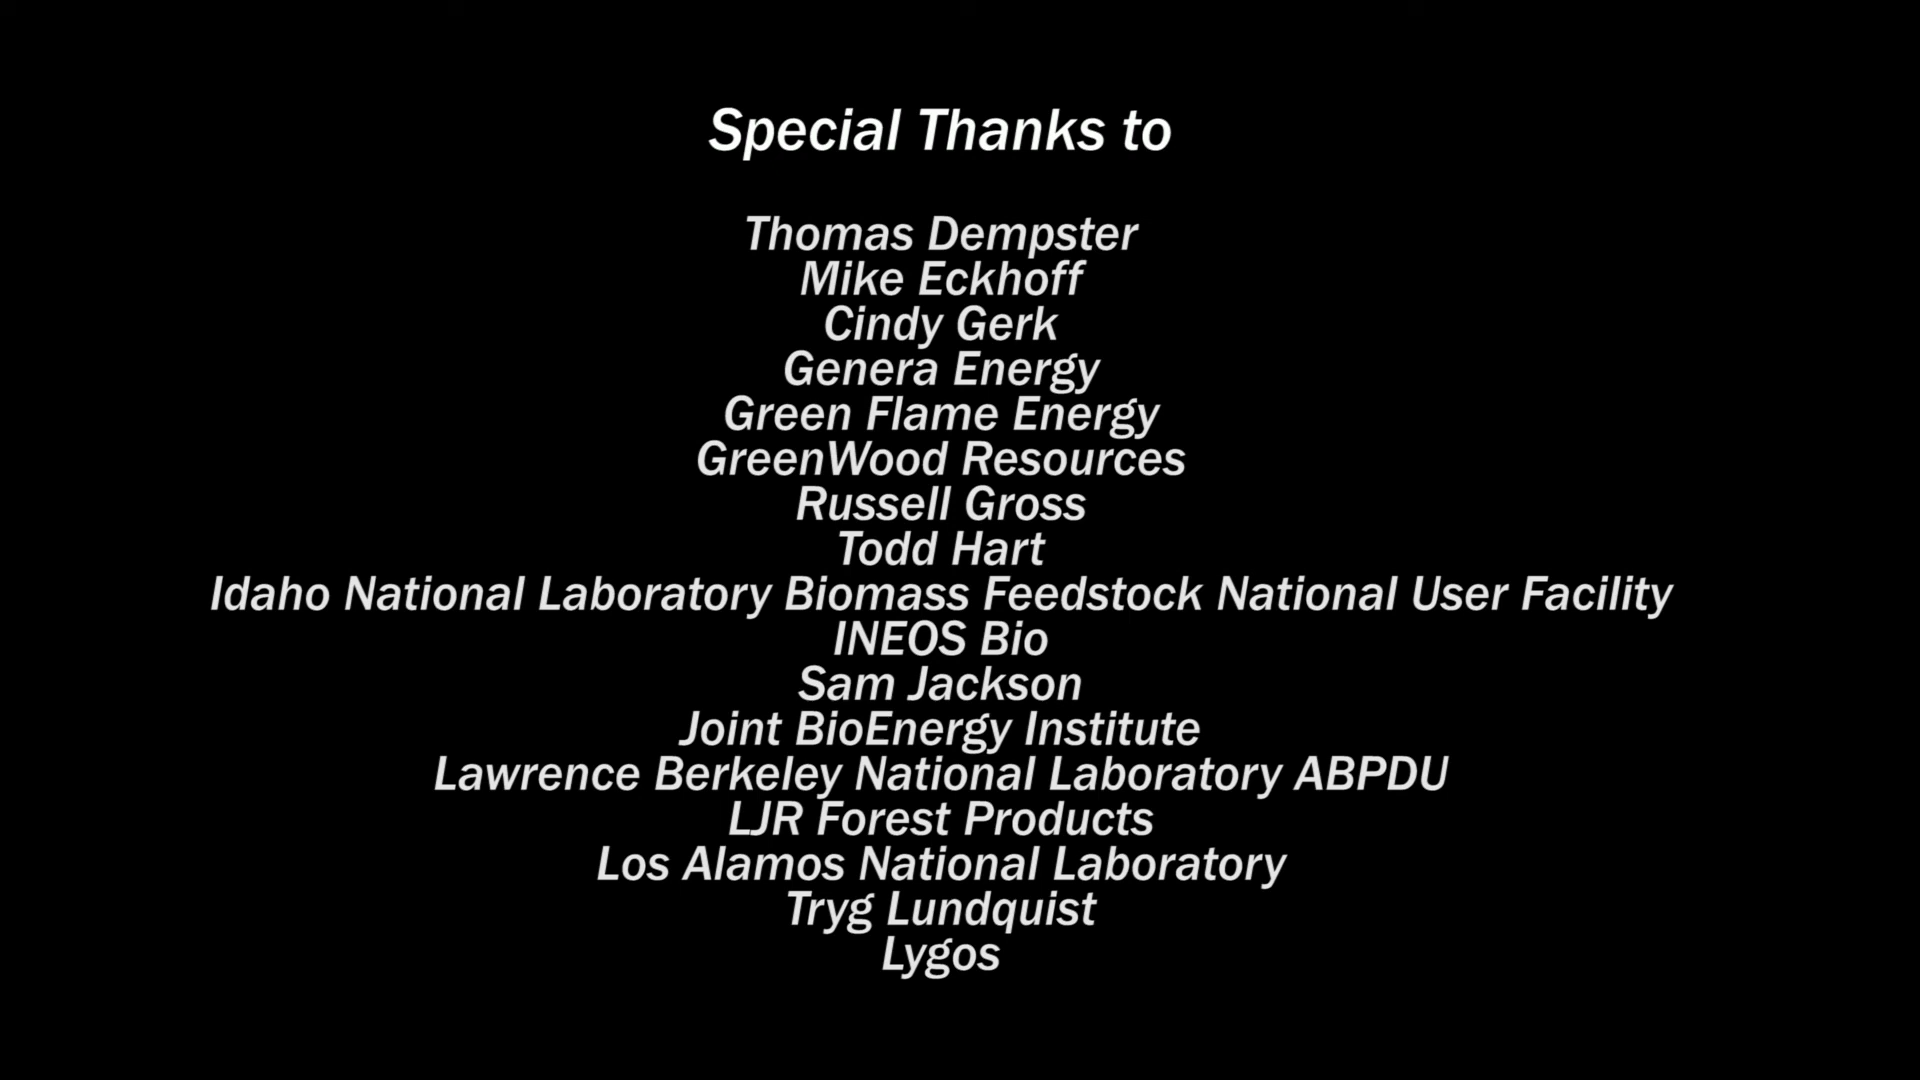 Special Thanks to
Thomas Dempster
Mike Eckhoff
Cindy Gerk
Genera Energy
Green Flame Energy
GreenWood Resources
Russell Gross
Todd Hart
Idaho National Laboratory Biomass Feedstock National User Facility
INEOS Bio
Sam Jackson
Joint BioEnergy Institute
Lawrence Berkeley National Laboratory ABPDU
LJR Forest Products
Los Alamos National Laboratory
Tryg Lundquist
Lygos